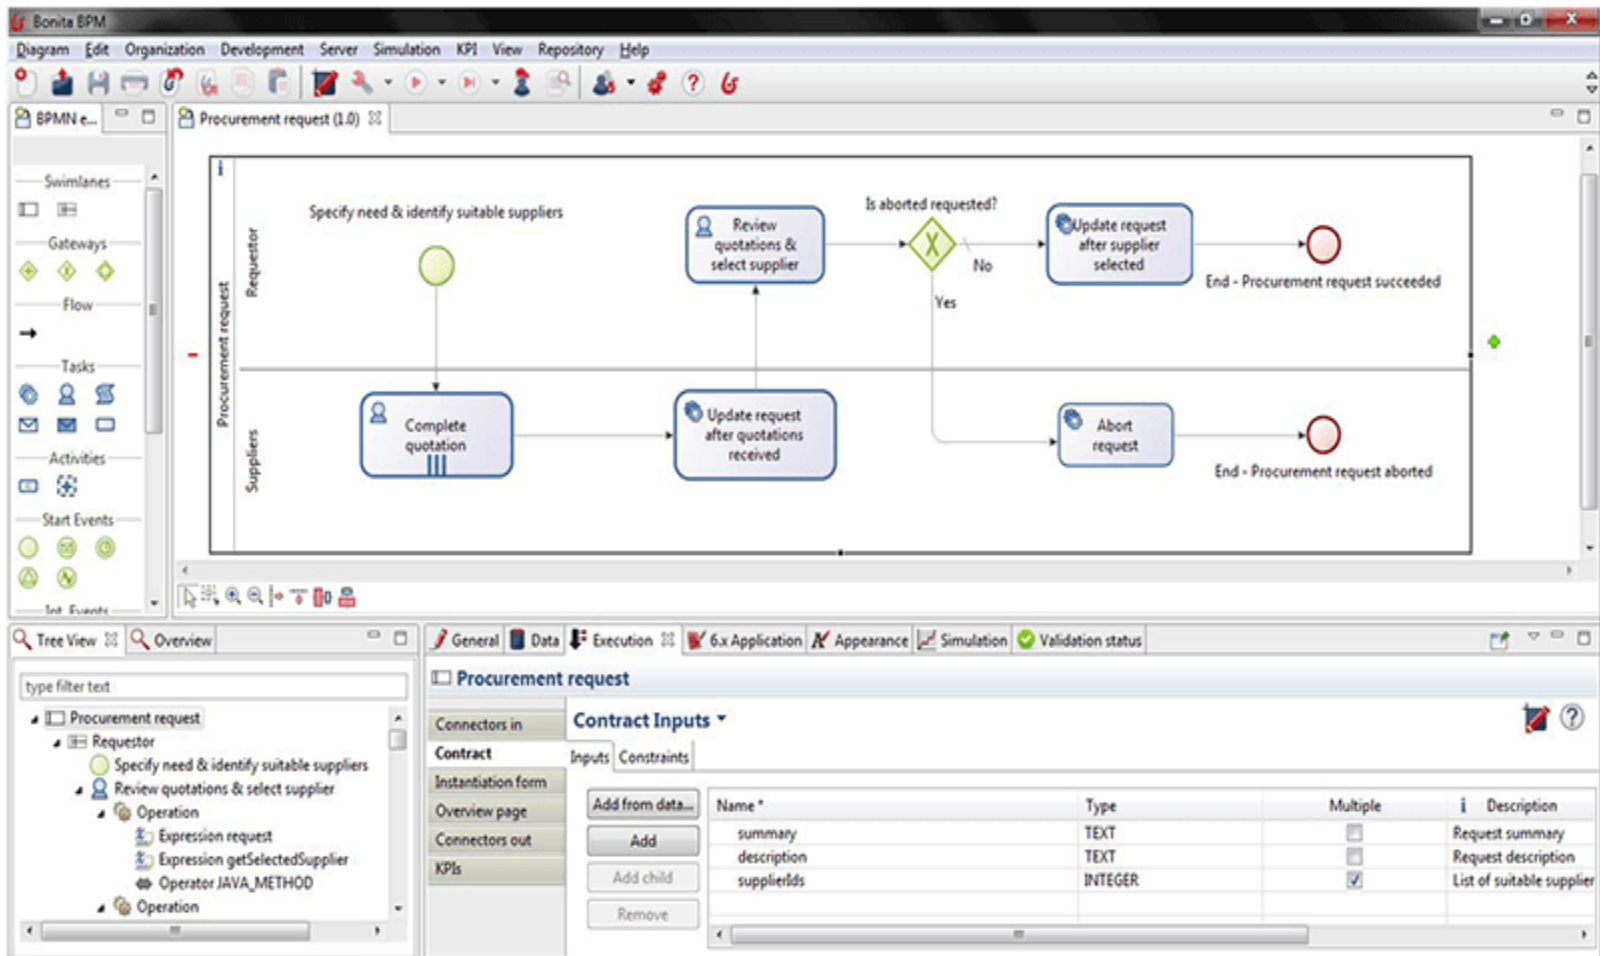 Bonita BPM
Diagram Edit Organization Development Server Simulation KPI View Repository Help
BPMN e...
Procurement request (1.0)
Swimlanes
Gateways
Flow
Tasks
Activities
Start Events
Int. Events
Procurement request
Requestor
Suppliers
Specify need & identify suitable suppliers
Review
quotations &
select supplier
Is aborted requested?
No
Yes
Update request
after supplier
selected
End - Procurement request succeeded
Complete
quotation
Update request
after quotations
received
Abort
request
End - Procurement request aborted
Tree View Overview
type filter text
Procurement request
Requestor
Specify need & identify suitable suppliers
Review quotations & select supplier
Operation
Expression request
Expression getSelectedSupplier
Operator JAVA_METHOD
Operation
General Data Execution 6.x Application Appearance Simulation Validation status
Procurement request
Connectors in
Contract
Instantiation form
Overview page
Connectors out
KPIs
Contract Inputs
Inputs Constraints
Add from data...
Add
Add child
Remove
Name * Type Multiple i Description
summary TEXT Request summary
description TEXT Request description
supplierIds INTEGER List of suitable supplier